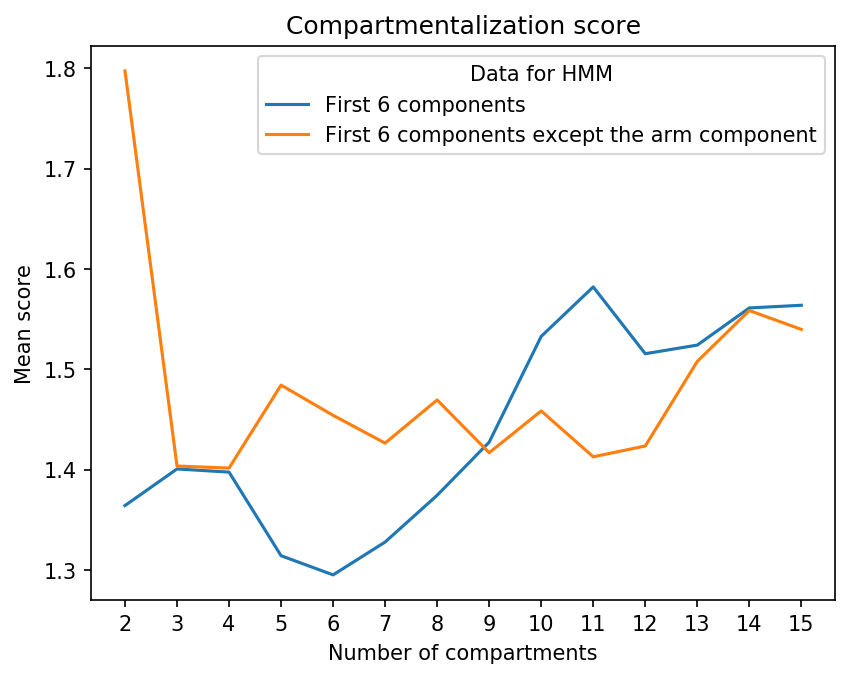 Compartmentalization score
Data for HMM
First 6 components
First 6 components except the arm component
Mean score
1.8
1.7
1.6
1.5
1.4
1.3
2 3 4 5 6 7 8 9 10 11 12 13 14 15
Number of compartments